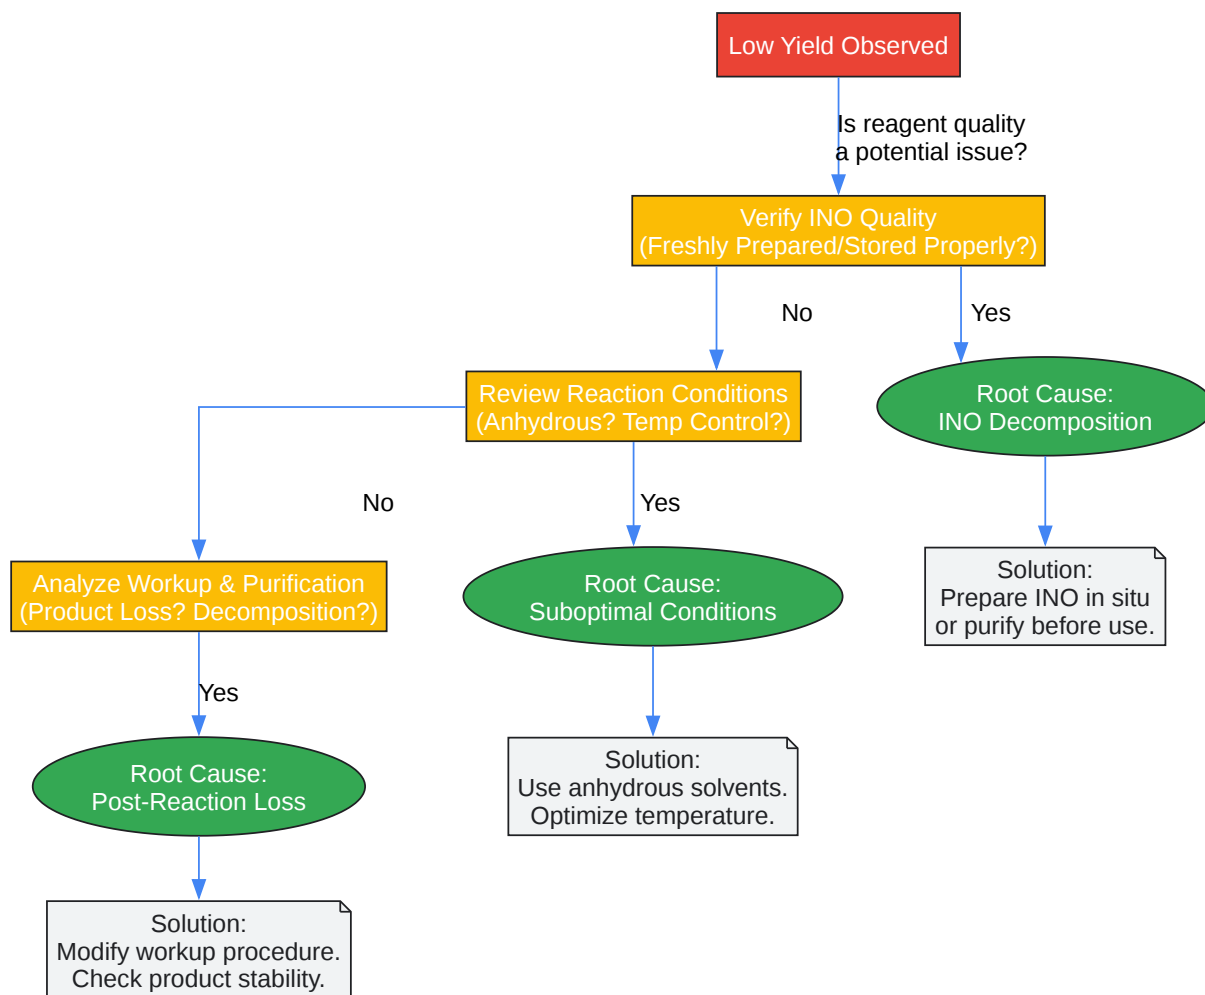 Low Yield Observed
Is reagent quality
a potential issue?
Verify INO Quality
(Freshly Prepared/Stored Properly?)
No
Yes
Review Reaction Conditions
(Anhydrous? Temp Control?)
Root Cause:
INO Decomposition
No
Yes
Analyze Workup & Purification
(Product Loss? Decomposition?)
Root Cause:
Suboptimal Conditions
Solution:
Prepare INO in situ
or purify before use.
Yes
Root Cause:
Post-Reaction Loss
Solution:
Use anhydrous solvents.
Optimize temperature.
Solution:
Modify workup procedure.
Check product stability.